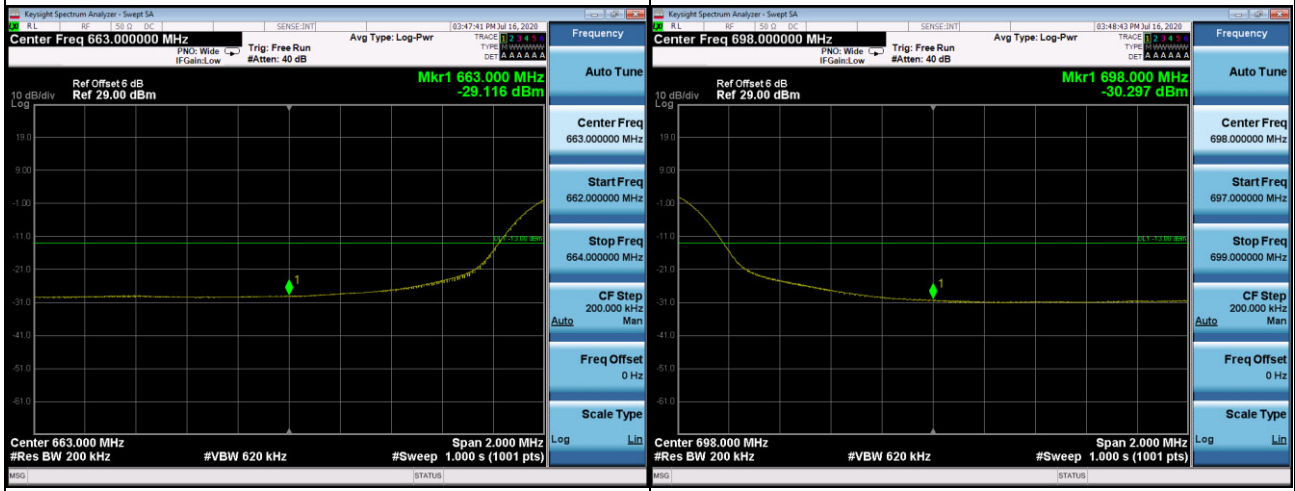 Keysight Spectrum Analyzer - Swept SA
RL RF 50 Ω DC SENSE:INT 03:47:41 PM Jul 16, 2020
Center Freq 663.000000 MHz
Avg Type: Log-Pwr
TRACE 1 2 3 4 5 6
PNO: Wide
Trig: Free Run
TYPE M WWWWW
IFGain:Low
#Atten: 40 dB
DET A A A A A A
Mkr1 663.000 MHz
-29.116 dBm
Ref Offset 6 dB
10 dB/div
Ref 29.00 dBm
Log
19.0
9.00
-1.00
-11.0
DL1 -13.00 dBm
-21.0
1
-31.0
-41.0
-51.0
-61.0
Center 663.000 MHz
Span 2.000 MHz
#Res BW 200 kHz
#VBW 620 kHz
#Sweep 1.000 s (1001 pts)
MSG
STATUS
Frequency
Auto Tune
Center Freq
663.000000 MHz
Start Freq
662.000000 MHz
Stop Freq
664.000000 MHz
CF Step
200.000 kHz
Auto Man
Freq Offset
0 Hz
Scale Type
Log Lin
Keysight Spectrum Analyzer - Swept SA
RL RF 50 Ω DC SENSE:INT 03:48:43 PM Jul 16, 2020
Center Freq 698.000000 MHz
Avg Type: Log-Pwr
TRACE 1 2 3 4 5 6
PNO: Wide
Trig: Free Run
TYPE M WWWWW
IFGain:Low
#Atten: 40 dB
DET A A A A A A
Mkr1 698.000 MHz
-30.297 dBm
Ref Offset 6 dB
10 dB/div
Ref 29.00 dBm
Log
19.0
9.00
-1.00
-11.0
DL1 -13.00 dBm
-21.0
1
-31.0
-41.0
-51.0
-61.0
Center 698.000 MHz
Span 2.000 MHz
#Res BW 200 kHz
#VBW 620 kHz
#Sweep 1.000 s (1001 pts)
MSG
STATUS
Frequency
Auto Tune
Center Freq
698.000000 MHz
Start Freq
697.000000 MHz
Stop Freq
699.000000 MHz
CF Step
200.000 kHz
Auto Man
Freq Offset
0 Hz
Scale Type
Log Lin